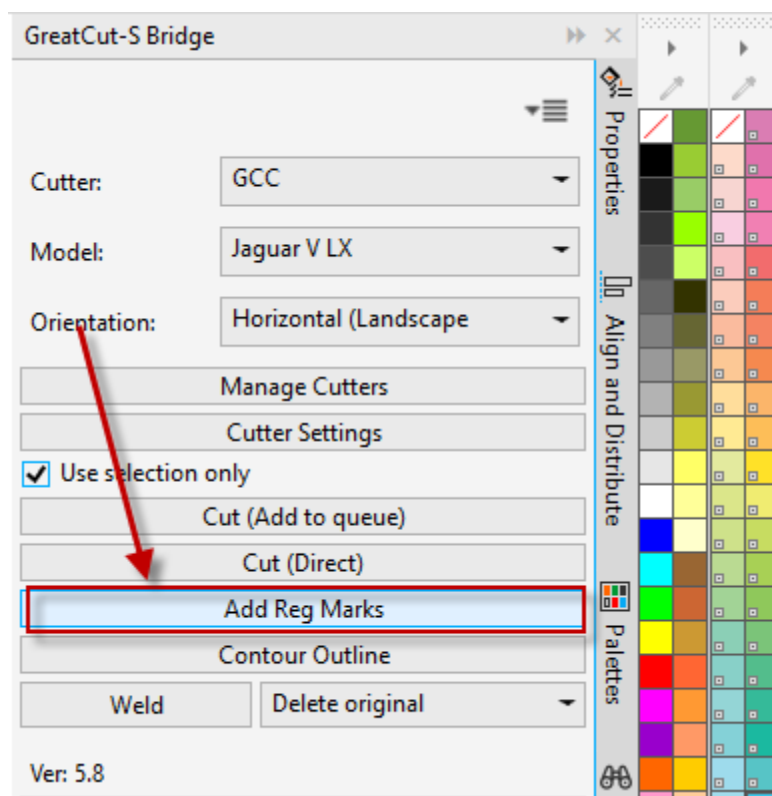 GreatCut-S Bridge
Cutter: GCC
Model: Jaguar V LX
Orientation: Horizontal (Landscape
Manage Cutters
Cutter Settings
Use selection only
Cut (Add to queue)
Cut (Direct)
Add Reg Marks
Contour Outline
Weld Delete original
Ver: 5.8
Properties
Align and Distribute
Palettes